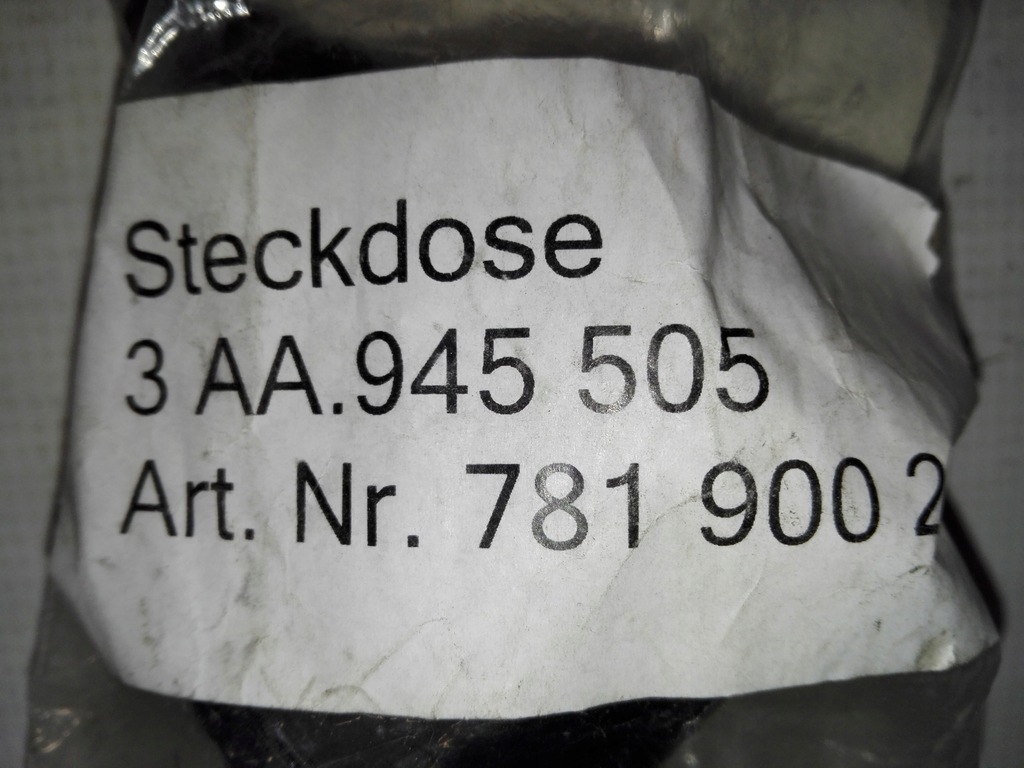 Steckdose
3 AA.945 505
Art. Nr. 781 900 2